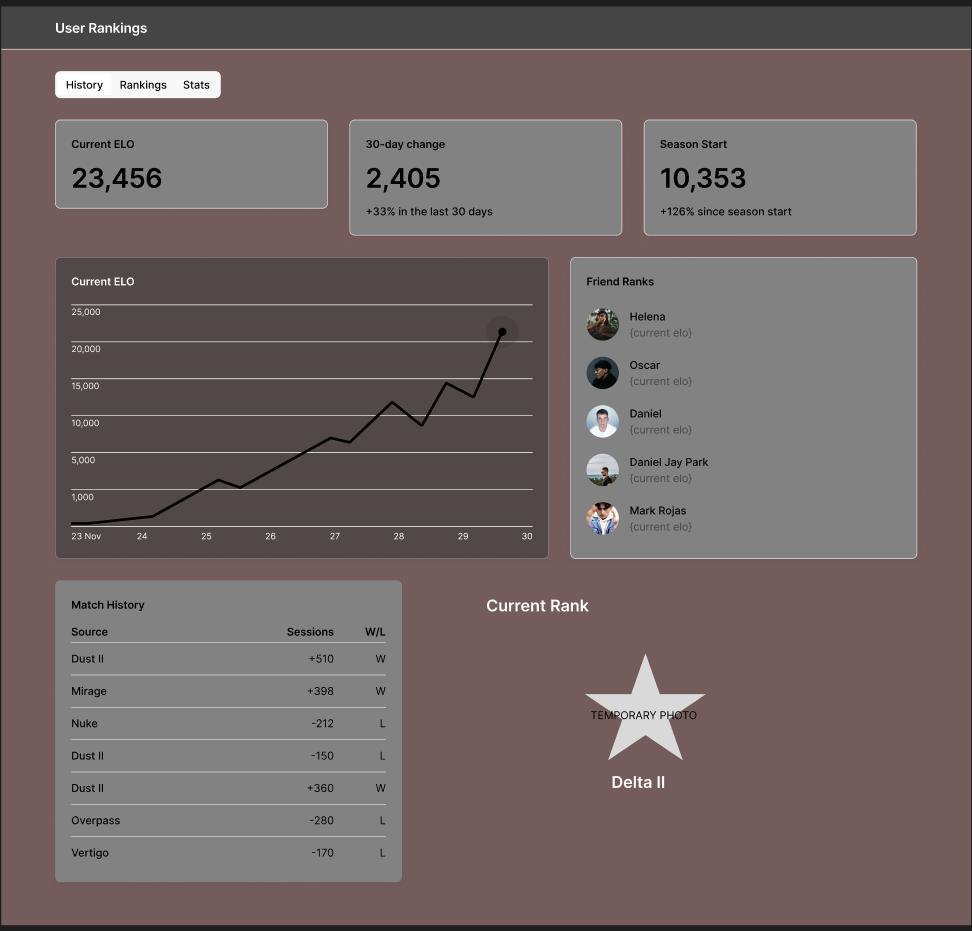 User Rankings
History Rankings Stats
Current ELO
23,456
30-day change
2,405
+33% in the last 30 days
Season Start
10,353
+126% since season start
Current ELO
25,000
20,000
15,000
10,000
5,000
1,000
23 Nov 24 25 26 27 28 29 30
Friend Ranks
Helena
{current elo}
Oscar
{current elo}
Daniel
{current elo}
Daniel Jay Park
{current elo}
Mark Rojas
{current elo}
Match History
Source Sessions W/L
Dust II +510 W
Mirage +398 W
Nuke -212 L
Dust II -150 L
Dust II +360 W
Overpass -280 L
Vertigo -170 L
Current Rank
TEMPORARY PHOTO
Delta II